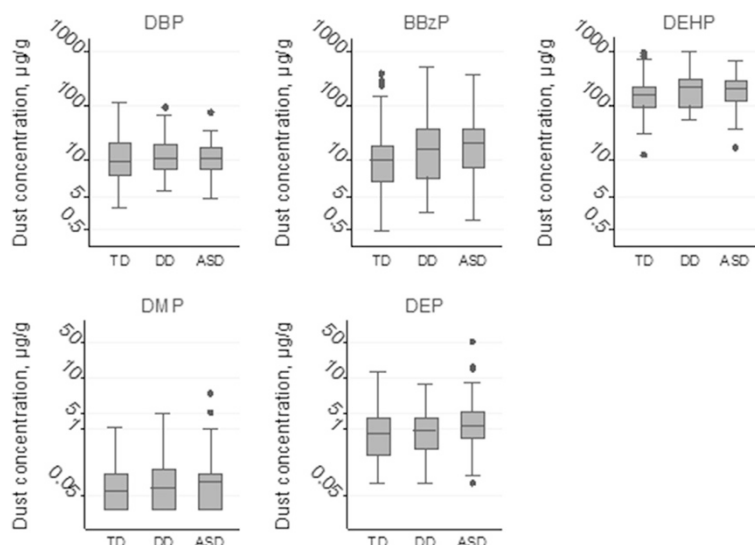 DBP
BBzP
DEHP
Dust concentration, µg/g
1000
100
10
5
0.5
TD DD ASD
Dust concentration, µg/g
1000
100
10
5
0.5
TD DD ASD
Dust concentration, µg/g
1000
100
10
5
0.5
TD DD ASD
DMP
DEP
Dust concentration, µg/g
50
10
5
1
0.05
TD DD ASD
Dust concentration, µg/g
50
10
5
1
0.05
TD DD ASD